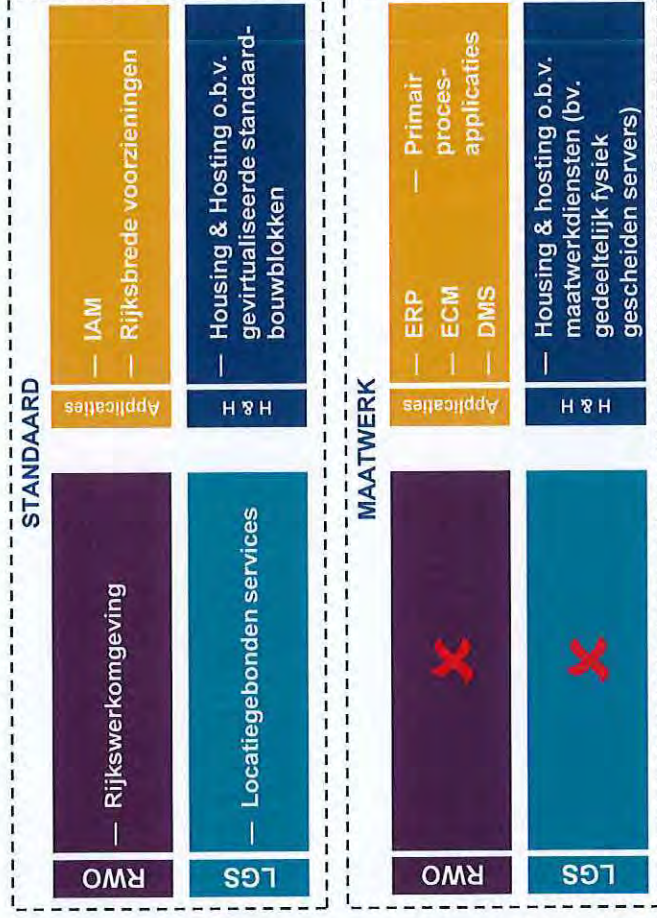 STANDAARD
RWO
— Rijkswerkomgeving
Applicaties
— IAM
— Rijksbrede voorzieningen
LGS
— Locatiegebonden services
H & H
— Housing & Hosting o.b.v.
gevirtualiseerde standaard-
bouwblokken
MAATWERK
RWO
Applicaties
— ERP
— ECM
— DMS
— Primair
proces-
applicaties
LGS
H & H
— Housing & hosting o.b.v.
maatwerkdiensten (bv.
gedeeltelijk fysiek
gescheiden servers)